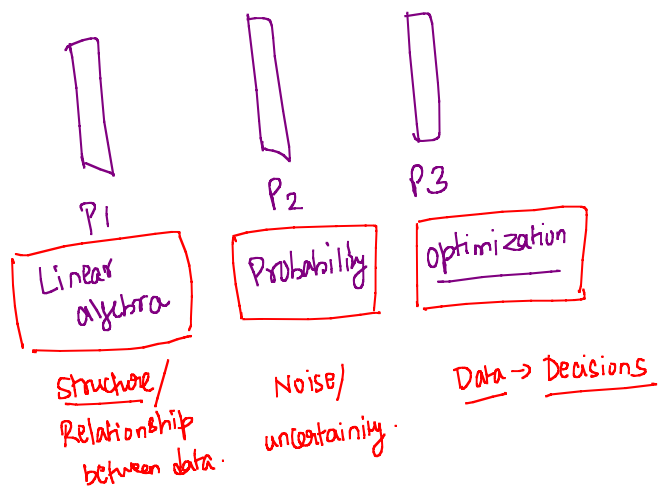 P1
P2
P3
Linear
algebra
Probability
optimization
Structure/
Relationship
between data.
Noise/
uncertainity.
Data → Decisions